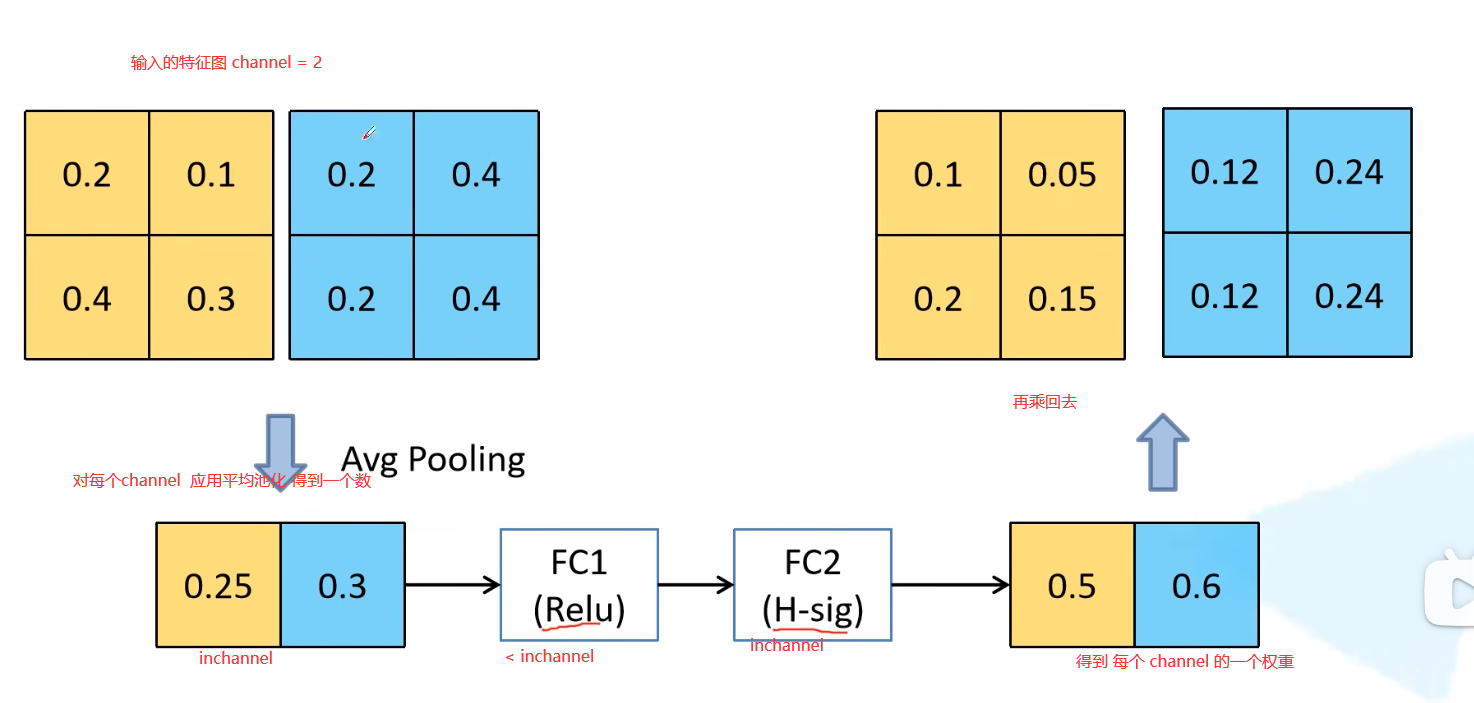 输入的特征图 channel = 2
0.2 0.1 0.2 0.4
0.4 0.3 0.2 0.4
0.1 0.05 0.12 0.24
0.2 0.15 0.12 0.24
再乘回去
Avg Pooling
对每个channel 应用平均池化 得到一个数
0.25 0.3
FC1
(Relu)
FC2
(H-sig)
0.5 0.6
inchannel
< inchannel
inchannel
得到 每个 channel 的一个权重